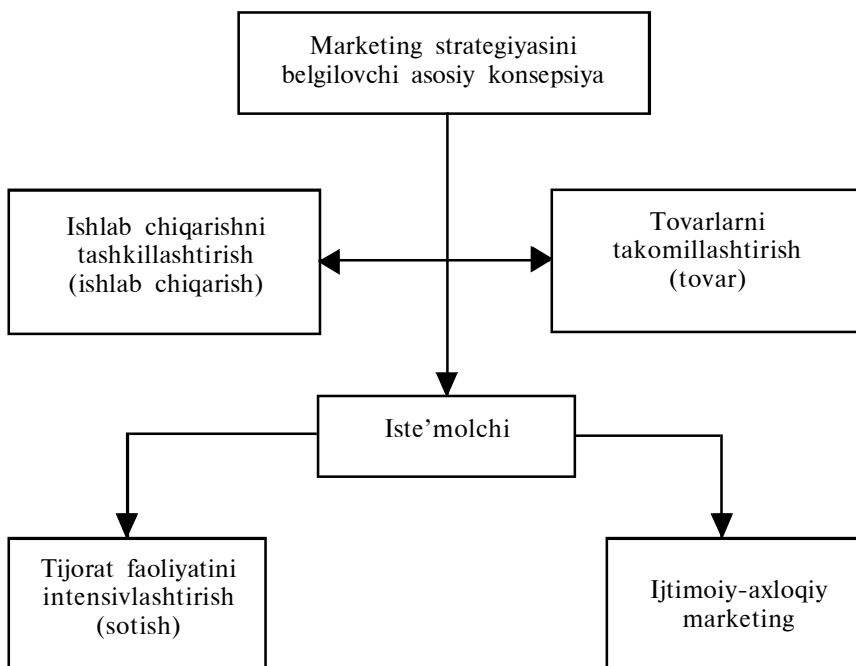 Marketing strategiyasini
belgilovchi asosiy konsepsiya
Ishlab chiqarishni
tashkillashtirish
(ishlab chiqarish)
Tovarlarni
takomillashtirish
(tovar)
Iste’molchi
Tijorat faoliyatini
intensivlashtirish
(sotish)
Ijtimoiy-axloqiy
marketing